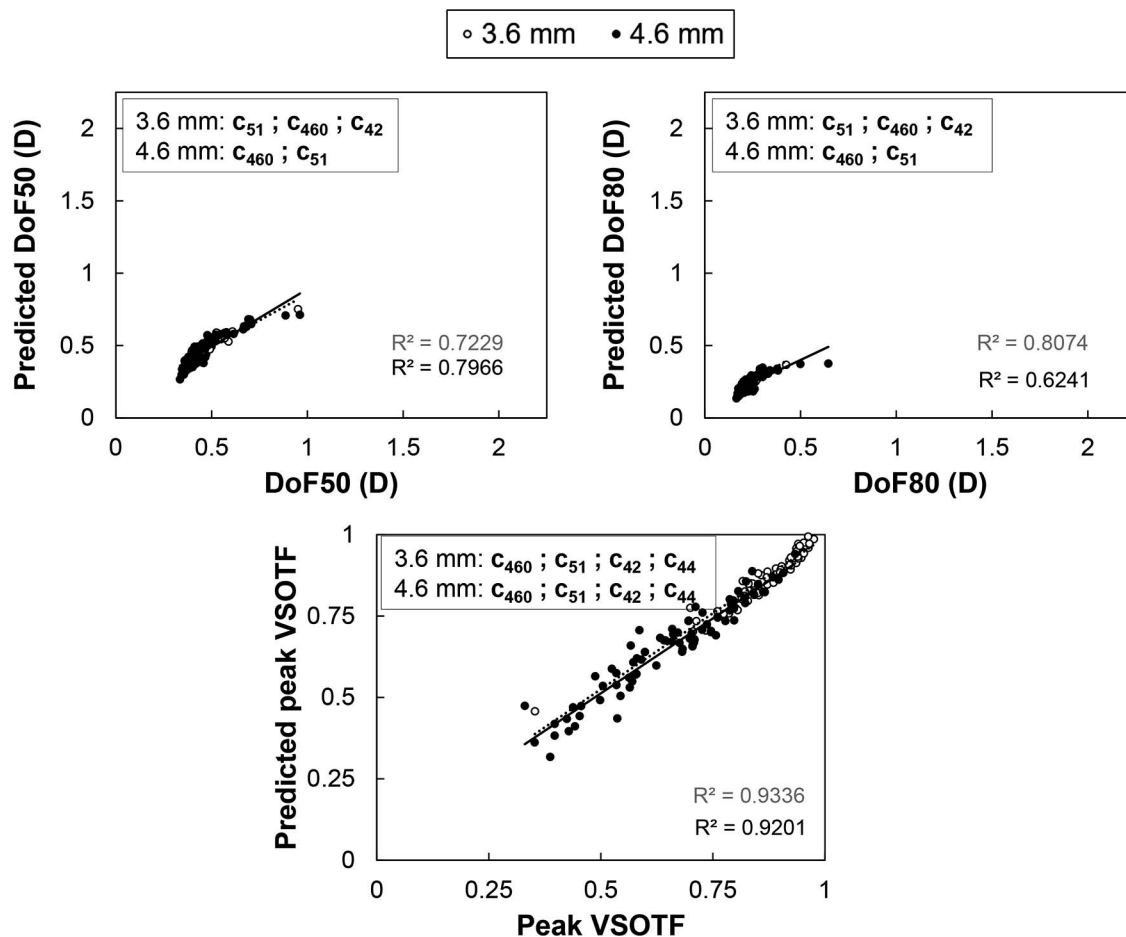 3.6 mm 4.6 mm
3.6 mm: c51 ; c460 ; c42
4.6 mm: c460 ; c51
Predicted DoF50 (D)
2
1.5
1
0.5
0
R² = 0.7229
R² = 0.7966
0 0.5 1 1.5 2
DoF50 (D)
3.6 mm: c51 ; c460 ; c42
4.6 mm: c460 ; c51
Predicted DoF80 (D)
2
1.5
1
0.5
0
R² = 0.8074
R² = 0.6241
0 0.5 1 1.5 2
DoF80 (D)
3.6 mm: c460 ; c51 ; c42 ; c44
4.6 mm: c460 ; c51 ; c42 ; c44
Predicted peak VSOTF
1
0.75
0.5
0.25
0
R² = 0.9336
R² = 0.9201
0 0.25 0.5 0.75 1
Peak VSOTF